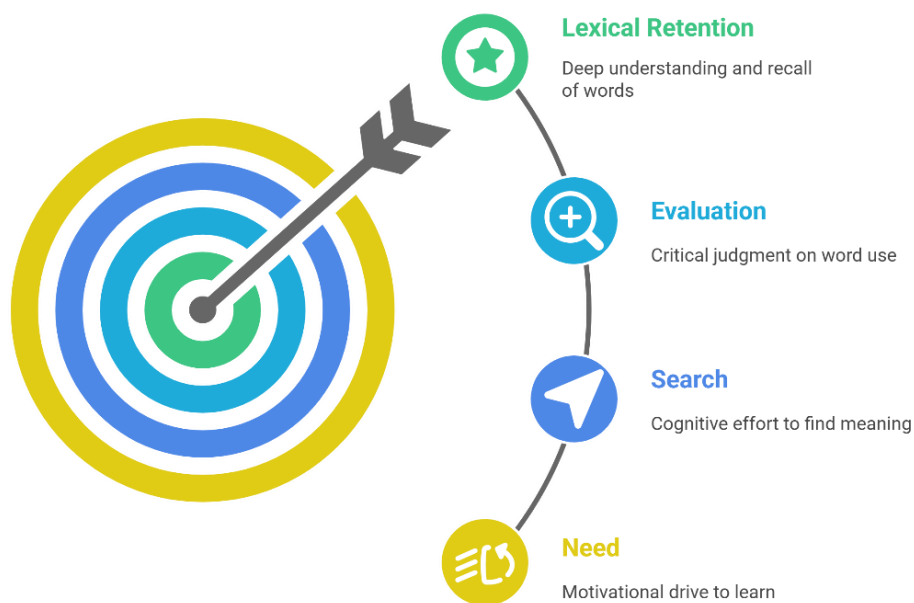 Lexical Retention
Deep understanding and recall
of words
Evaluation
Critical judgment on word use
Search
Cognitive effort to find meaning
Need
Motivational drive to learn